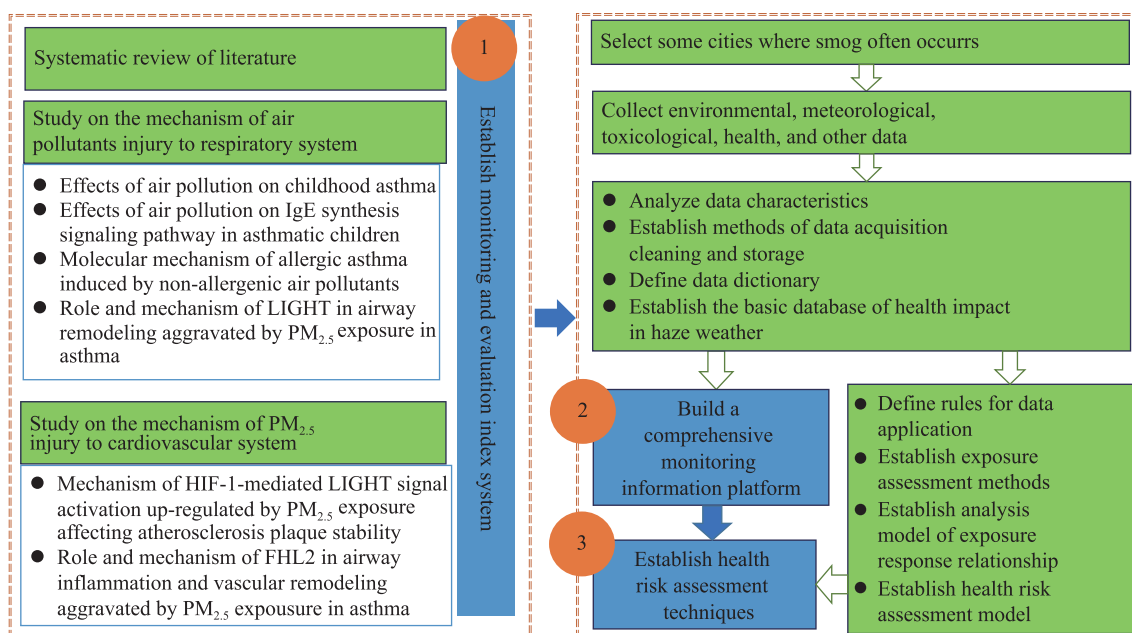 Systematic review of literature
Study on the mechanism of air
pollutants injury to respiratory system
● Effects of air pollution on childhood asthma
● Effects of air pollution on IgE synthesis
signaling pathway in asthmatic children
● Molecular mechanism of allergic asthma
induced by non-allergenic air pollutants
● Role and mechanism of LIGHT in airway
remodeling aggravated by PM2.5 exposure in
asthma
Study on the mechanism of PM2.5
injury to cardiovascular system
● Mechanism of HIF-1-mediated LIGHT signal
activation up-regulated by PM2.5 exposure
affecting atherosclerosis plaque stability
● Role and mechanism of FHL2 in airway
inflammation and vascular remodeling
aggravated by PM2.5 expousure in asthma
1
Establish monitoring and evaluation index system
Select some cities where smog often occurrs
Collect environmental, meteorological,
toxicological, health, and other data
● Analyze data characteristics
● Establish methods of data acquisition
cleaning and storage
● Define data dictionary
● Establish the basic database of health impact
in haze weather
2
Build a
comprehensive
monitoring
information platform
3
Establish health
risk assessment
techniques
● Define rules for data
application
● Establish exposure
assessment methods
● Establish analysis
model of exposure
response relationship
● Establish health risk
assessment model